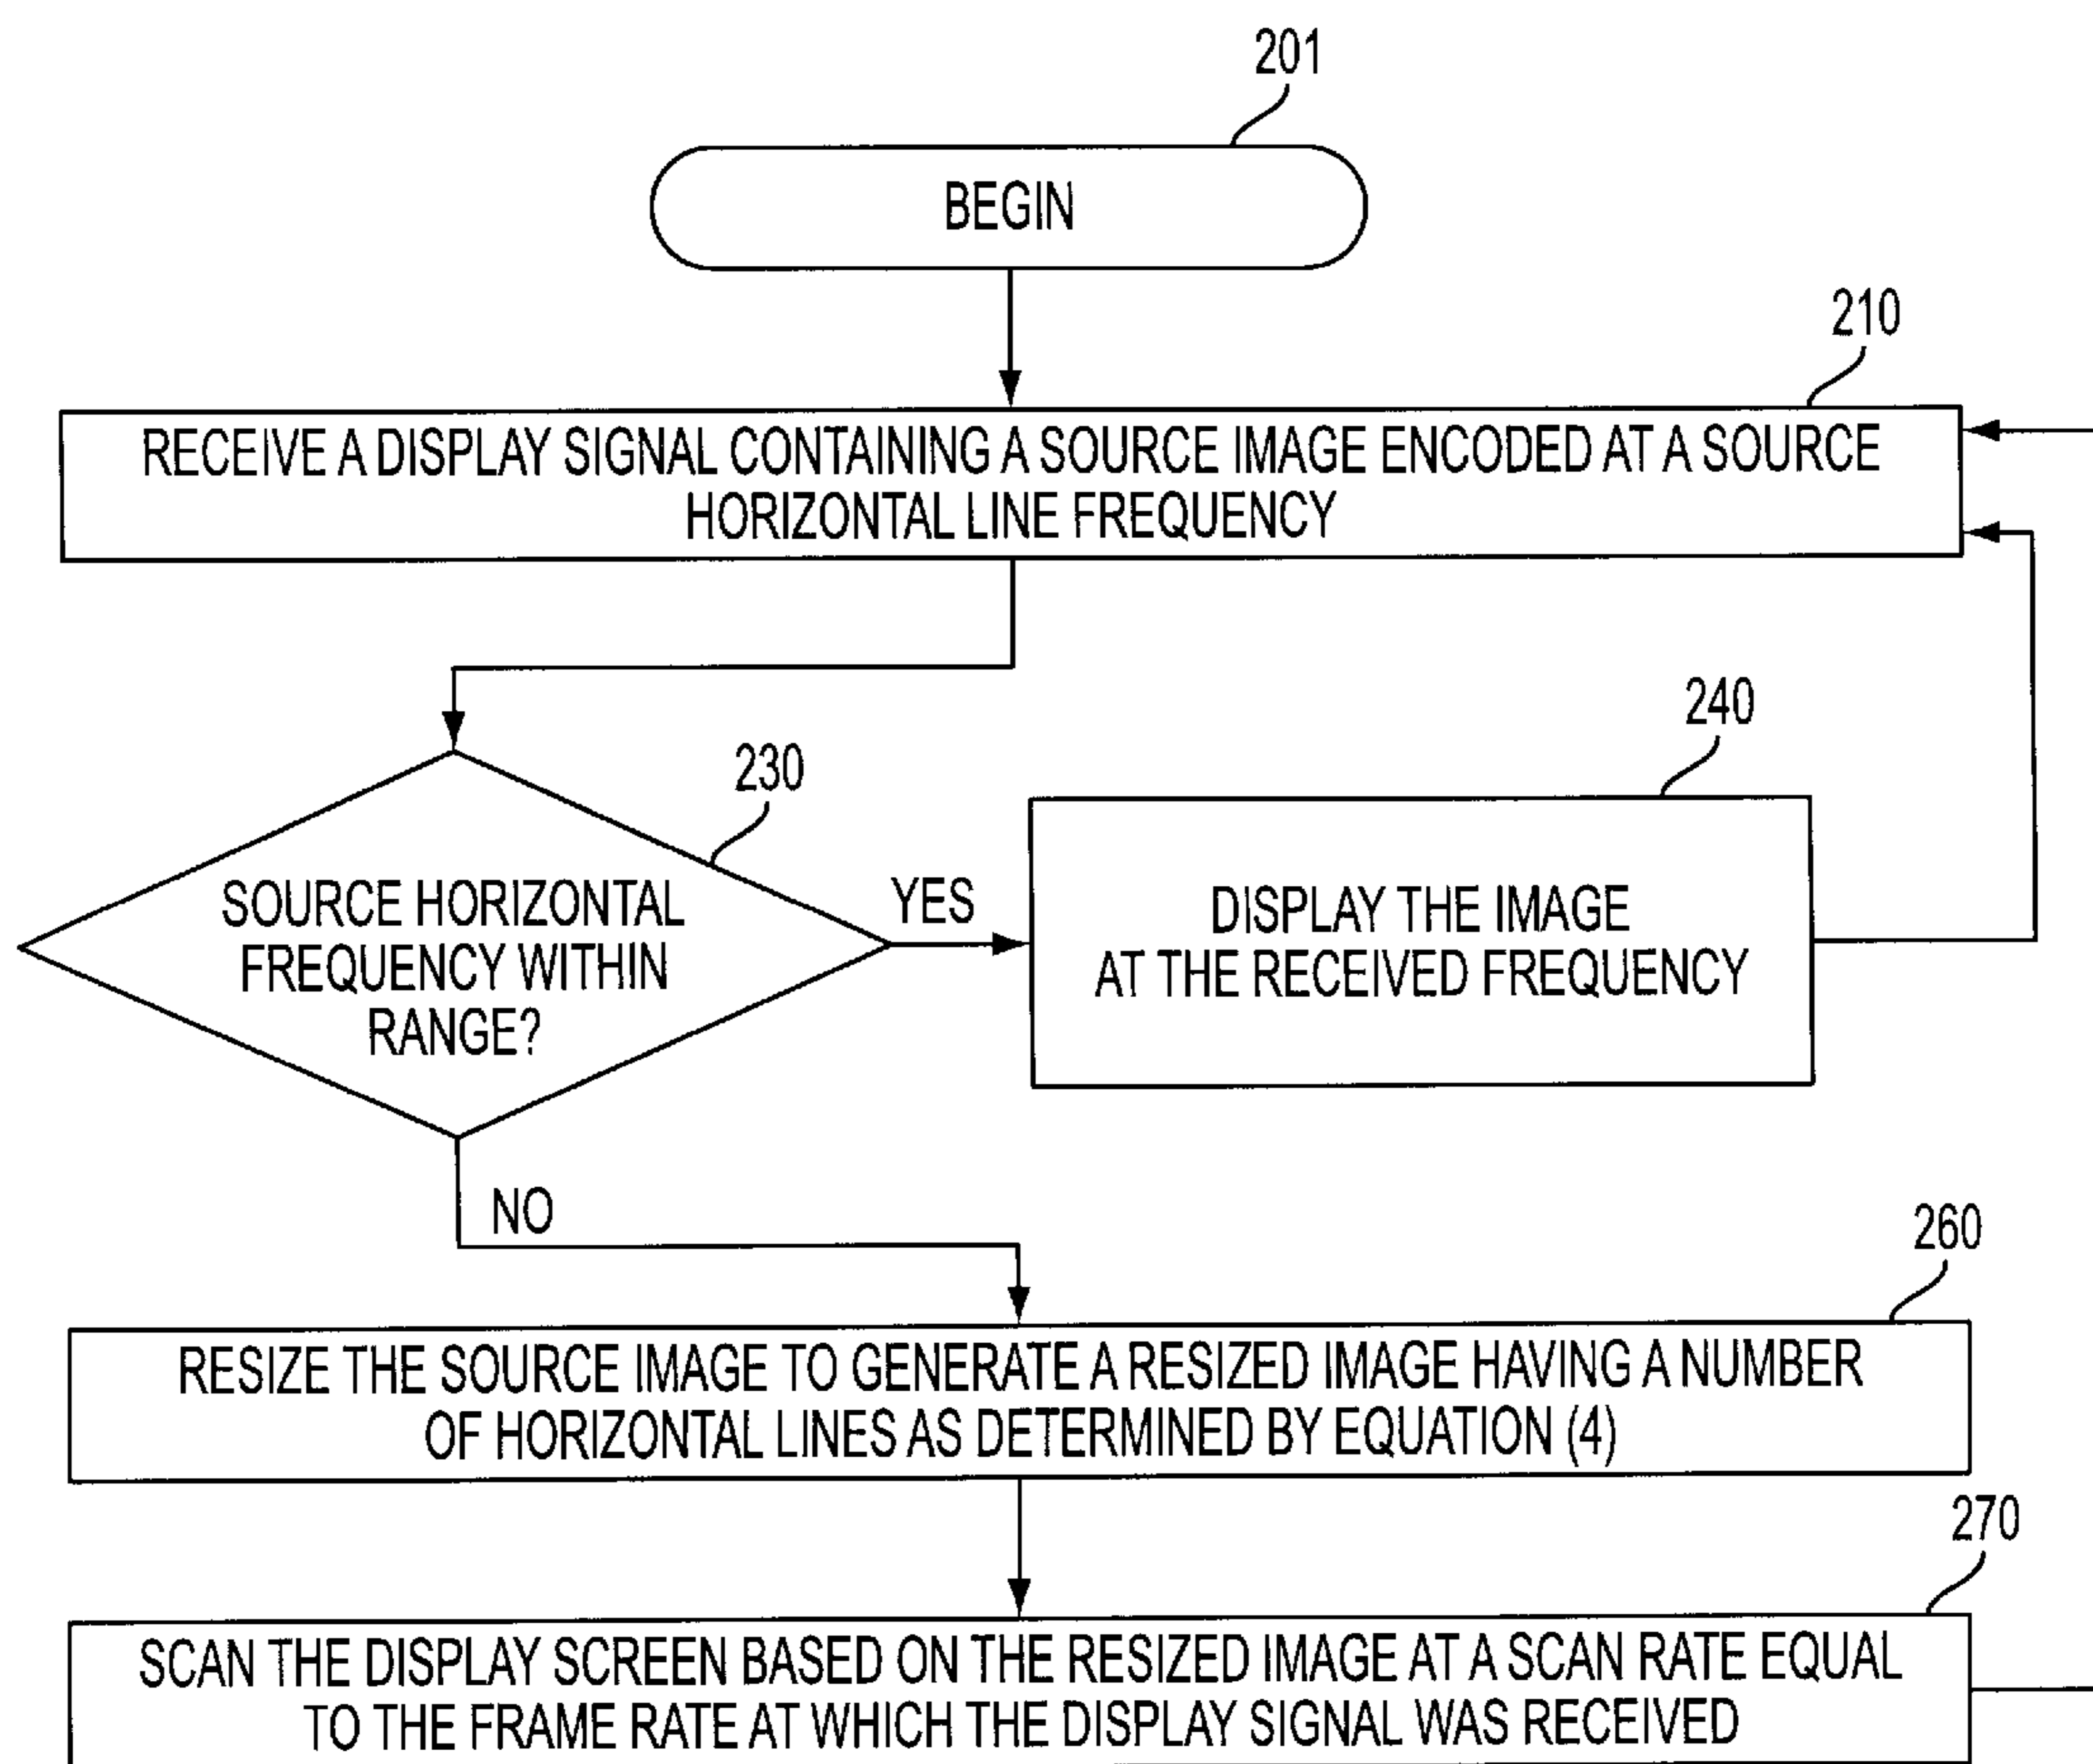 201
BEGIN
210
RECEIVE A DISPLAY SIGNAL CONTAINING A SOURCE IMAGE ENCODED AT A SOURCE
HORIZONTAL LINE FREQUENCY
230
SOURCE HORIZONTAL
FREQUENCY WITHIN
RANGE?
YES
240
DISPLAY THE IMAGE
AT THE RECEIVED FREQUENCY
NO
260
RESIZE THE SOURCE IMAGE TO GENERATE A RESIZED IMAGE HAVING A NUMBER
OF HORIZONTAL LINES AS DETERMINED BY EQUATION (4)
270
SCAN THE DISPLAY SCREEN BASED ON THE RESIZED IMAGE AT A SCAN RATE EQUAL
TO THE FRAME RATE AT WHICH THE DISPLAY SIGNAL WAS RECEIVED